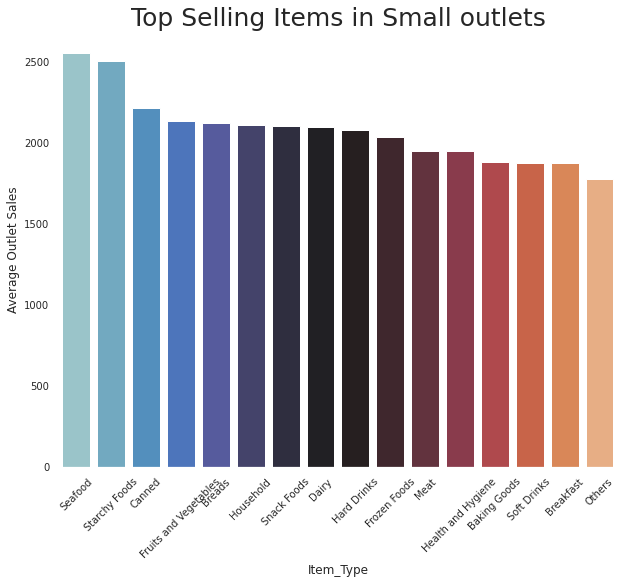 Top Selling Items in Small outlets
2500
2000
1500
1000
500
0
Average Outlet Sales
Seafood
Starchy Foods
Canned
Fruits and Vegetables
Breads
Household
Snack Foods
Dairy
Hard Drinks
Frozen Foods
Meat
Health and Hygiene
Baking Goods
Soft Drinks
Breakfast
Others
Item_Type